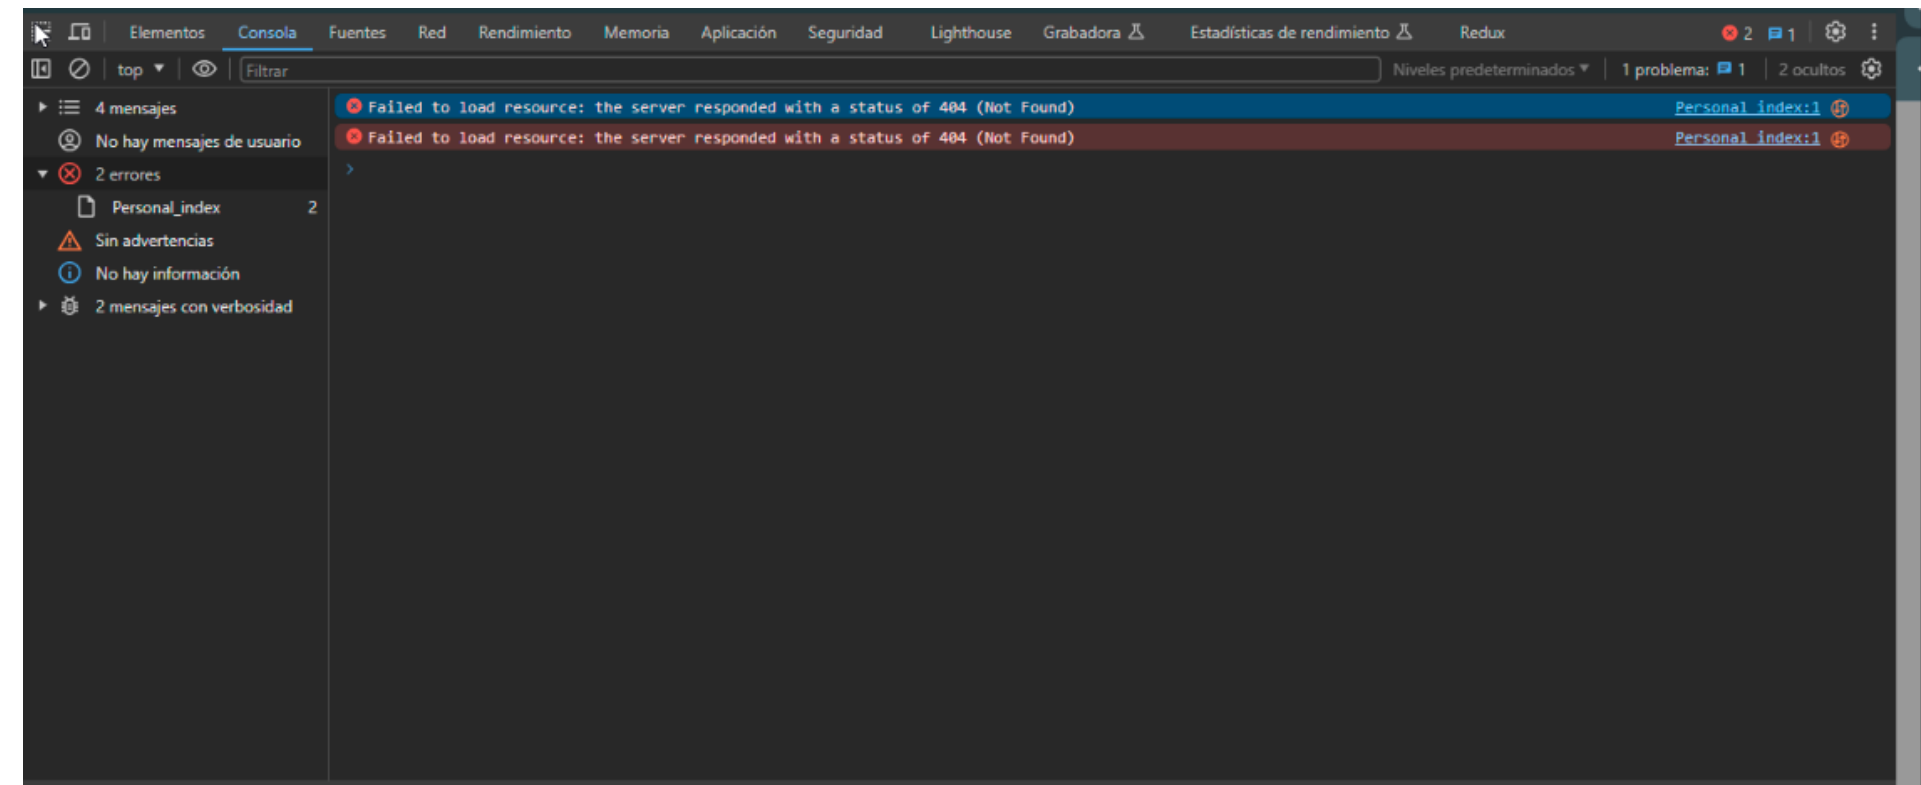 Elementos Consola Fuentes Red Rendimiento Memoria Aplicación Seguridad Lighthouse Grabadora Estadísticas de rendimiento Redux 2 1
top Filtrar Niveles predeterminados 1 problema: 1 2 ocultos
4 mensajes
No hay mensajes de usuario
2 errores
Personal_index 2
Sin advertencias
No hay información
2 mensajes con verbosidad
Failed to load resource: the server responded with a status of 404 (Not Found) Personal_index:1
Failed to load resource: the server responded with a status of 404 (Not Found) Personal_index:1